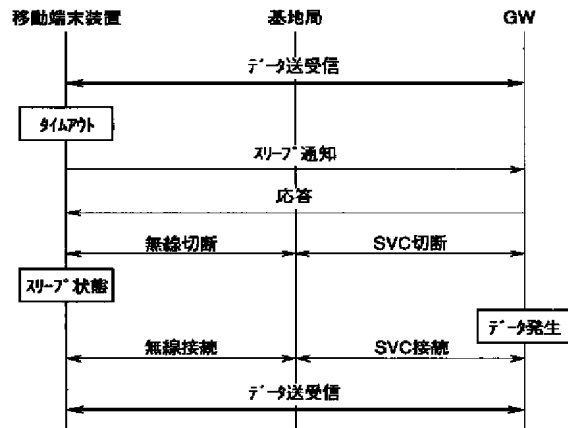 移動端末装置 基地局 GW
ﾃﾞｰﾀ送受信
ﾀｲﾑｱｳﾄ
ｽﾘｰﾌﾟ通知
応答
無線切断 SVC切断
ｽﾘｰﾌﾟ状態
ﾃﾞｰﾀ発生
無線接続 SVC接続
ﾃﾞｰﾀ送受信